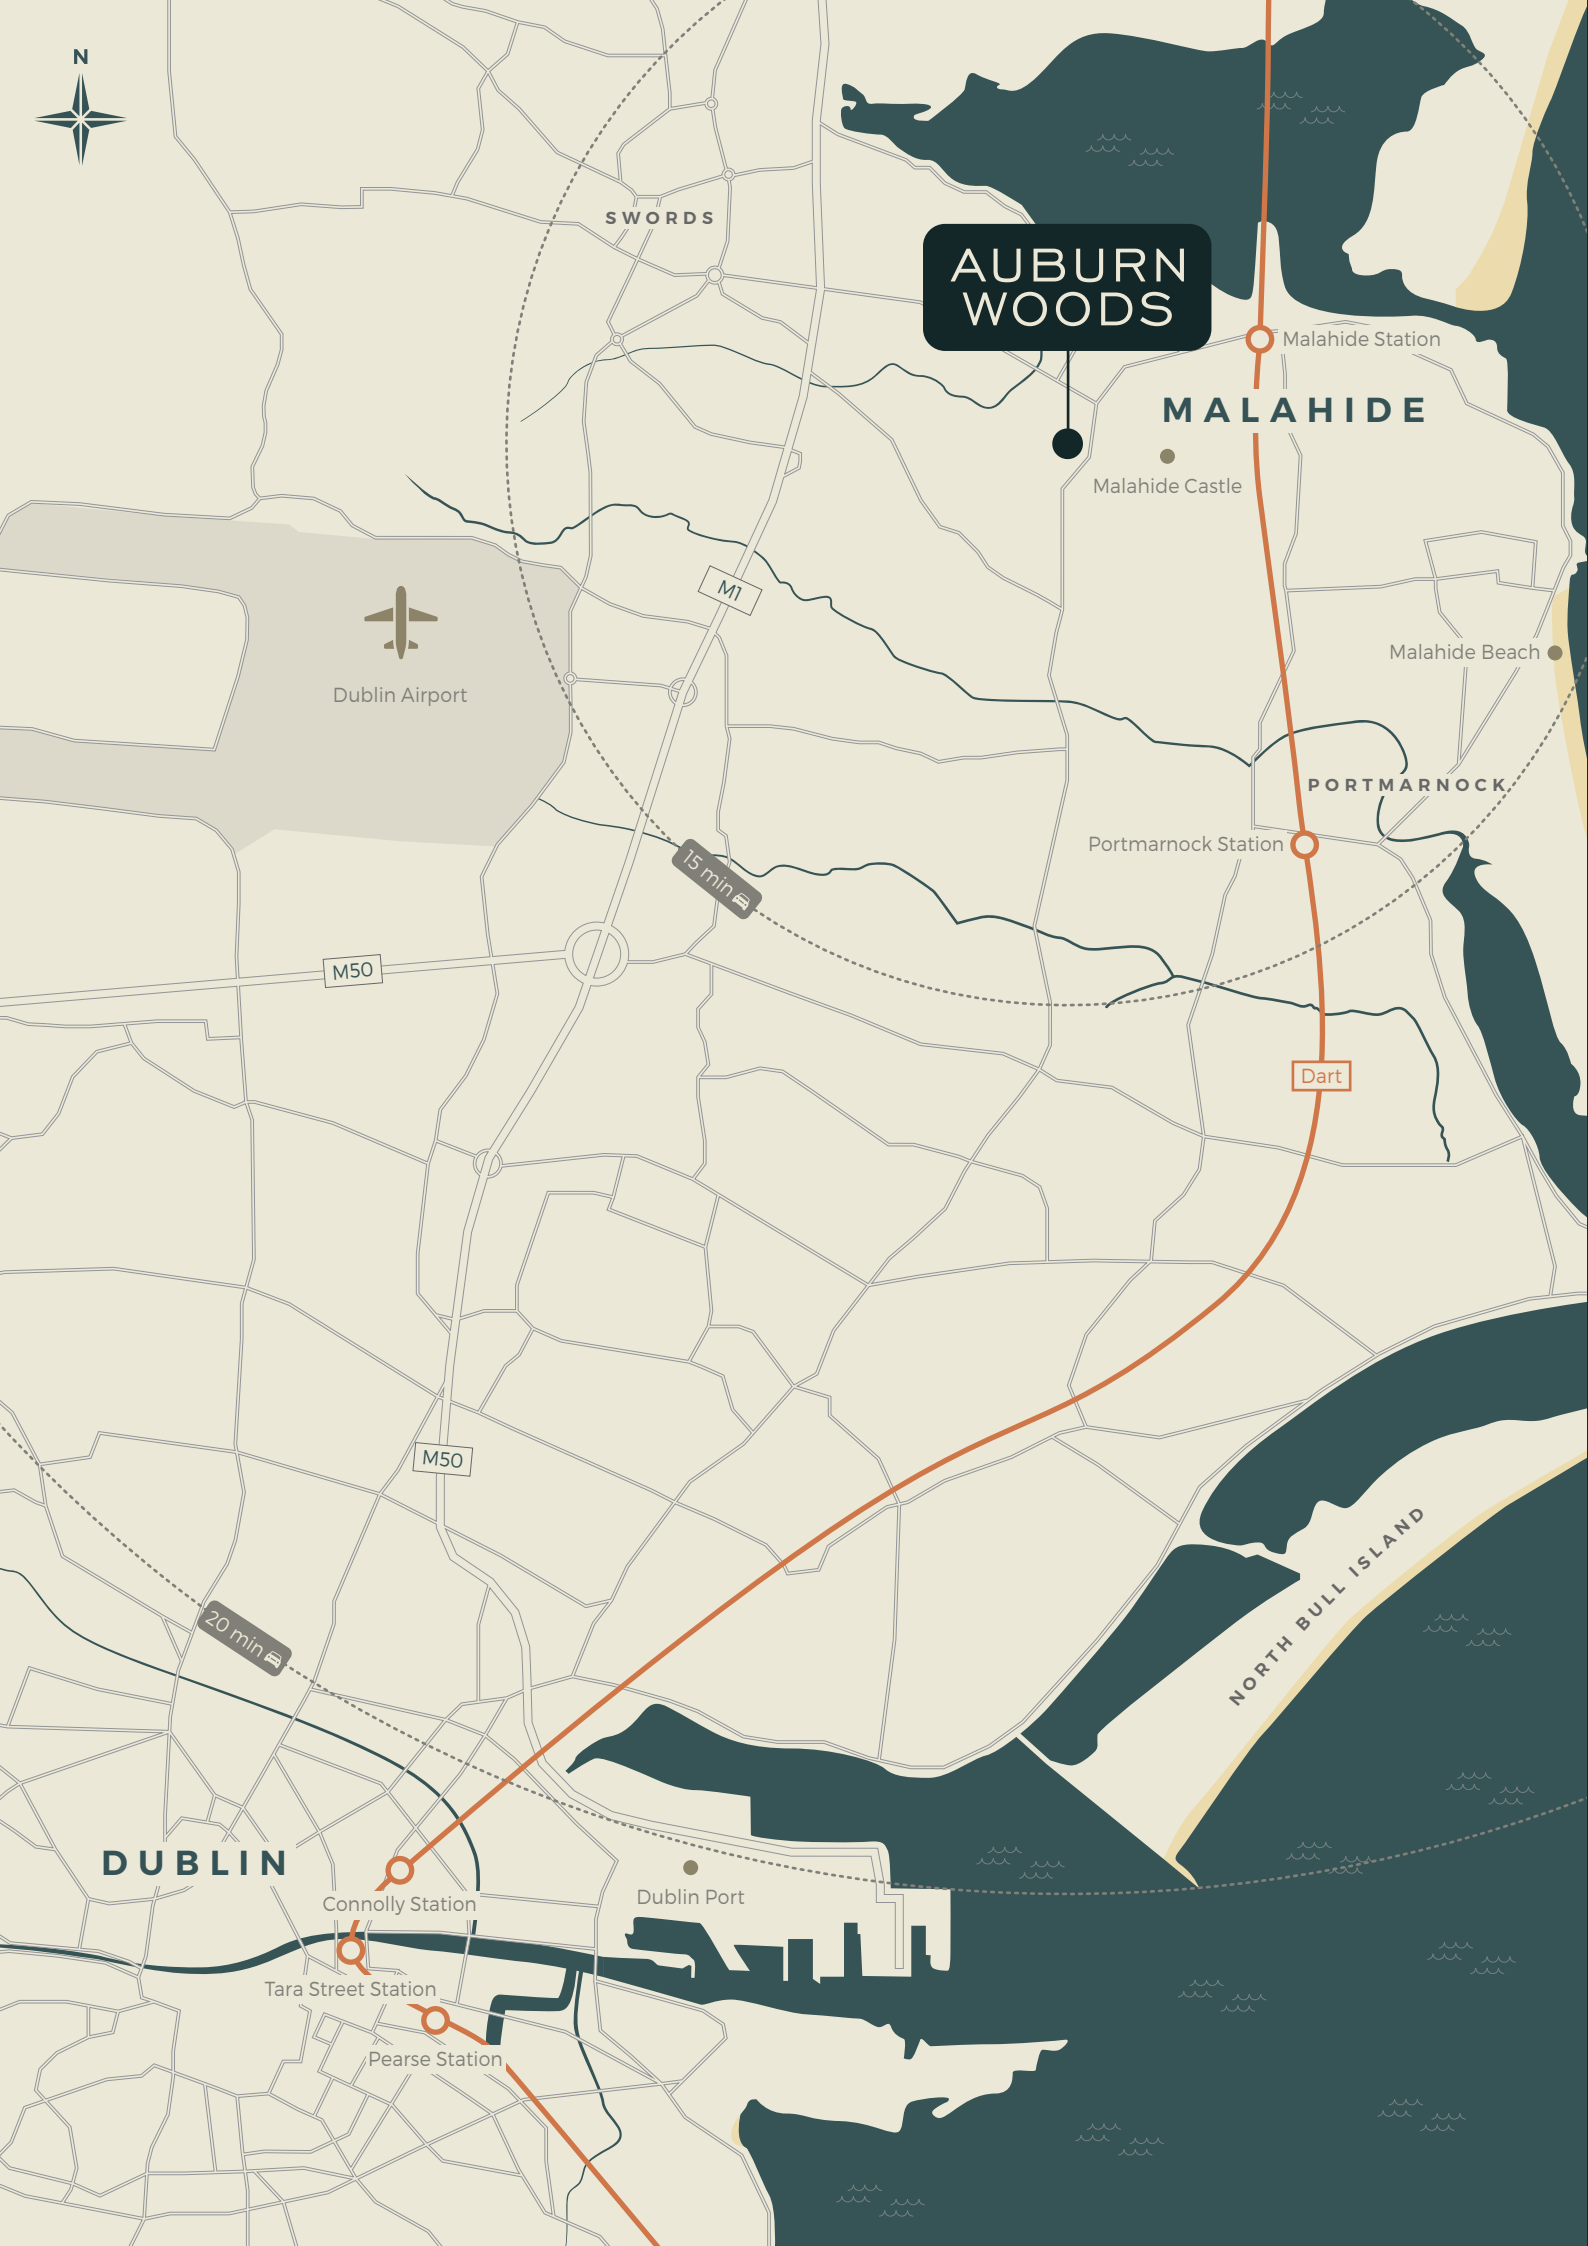 N
SWORDS
AUBURN
WOODS
Malahide Station
MALAHIDE
Malahide Castle
M1
Malahide Beach
Dublin Airport
PORTMARNOCK
Portmarnock Station
15 min
M50
Dart
M50
NORTH BULL ISLAND
20 min
DUBLIN
Dublin Port
Connolly Station
Tara Street Station
Pearse Station